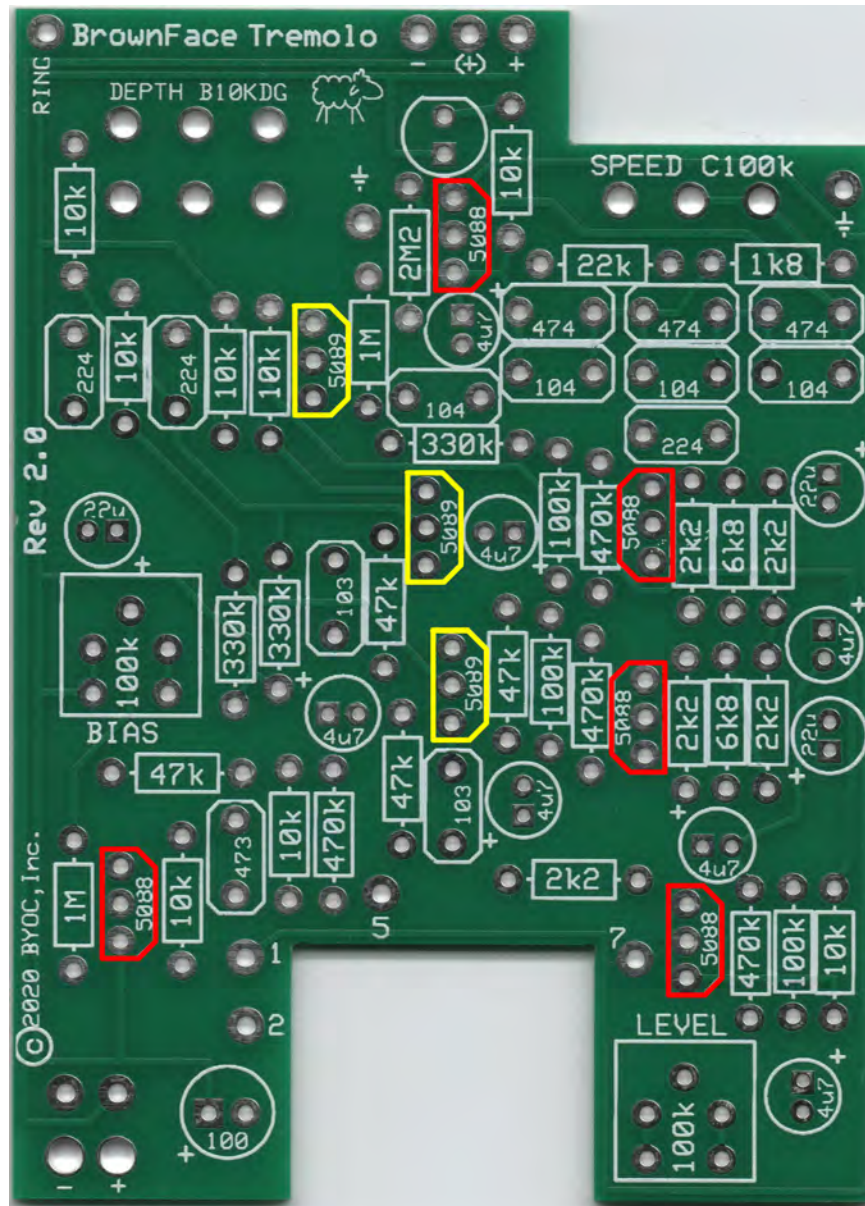 BrownFace Tremolo
- (+) +
RING
DEPTH B10KDG
SPEED C100k
10k
5088
10k
2M2
22k
1k8
474
474
474
4u7
1M
5089
224
10k
224
10k
10k
104
104
104
104
330k
224
Rev 2.0
22u
5089
4u7
100k
470k
5088
2k2
6k8
2k2
22u
100k
BIAS
330k
330k
103
47k
5089
47k
100k
470k
5088
2k2
6k8
2k2
4u7
22u
4u7
47k
47k
103
4u7
4u7
©2020 BYOC,Inc.
1M
5088
10k
473
10k
470k
2k2
5
7
5088
470k
100k
10k
1
2
LEVEL
100k
4u7
100
- +